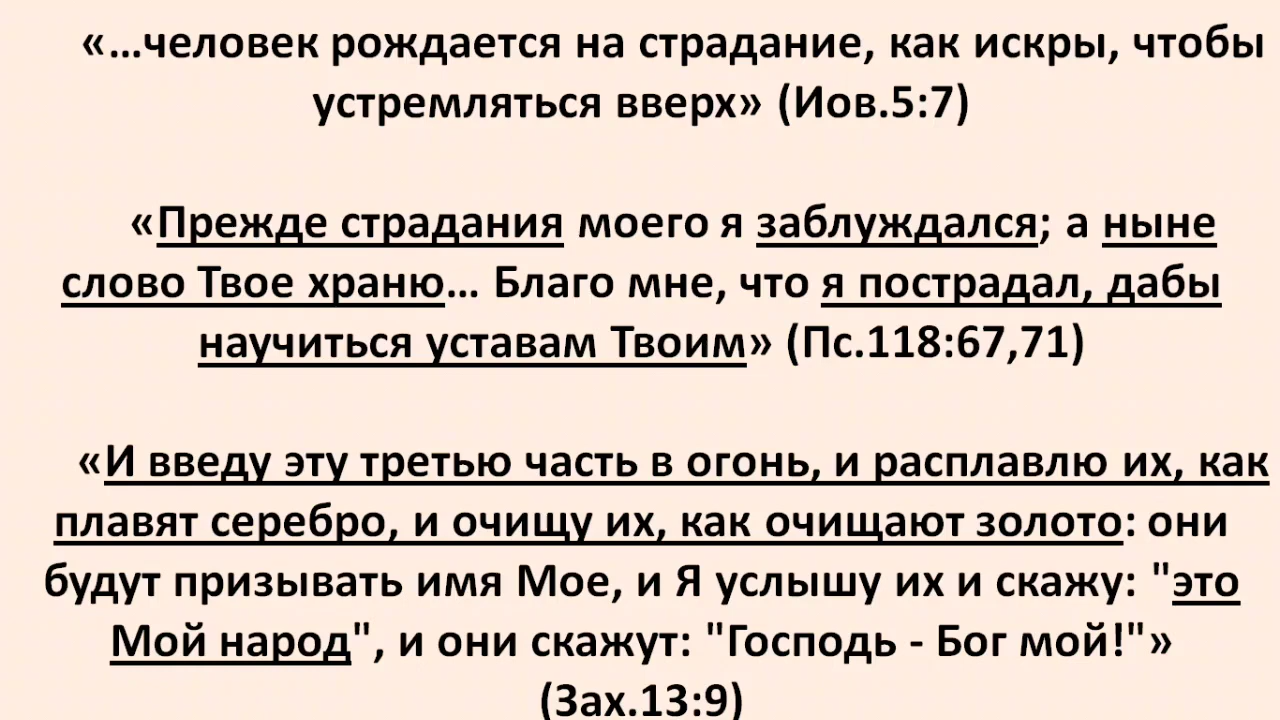 «...человек рождается на страдание, как искры, чтобы
устремляться вверх» (Иов.5:7)
«Прежде страдания моего я заблуждался; а ныне
слово Твое храню... Благо мне, что я пострадал, дабы
научиться уставам Твоим» (Пс.118:67,71)
«И введу эту третью часть в огонь, и расплавлю их, как
плавят серебро, и очищу их, как очищают золото: они
будут призывать имя Мое, и Я услышу их и скажу: "это
Мой народ", и они скажут: "Господь - Бог мой!"»
(Зах.13:9)